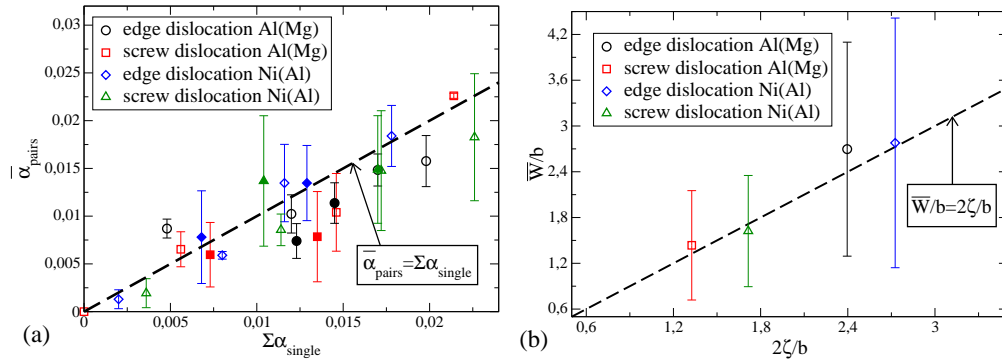 0,03
0,025
0,02
0,015
0,01
0,005
0
0
0,005
0,01
0,015
0,02
α̅pairs
Σαsingle
edge dislocation Al(Mg)
screw dislocation Al(Mg)
edge dislocation Ni(Al)
screw dislocation Ni(Al)
α̅pairs=Σαsingle
(a)
4,2
3,6
3
2,4
1,8
1,2
0,6
0,6
1,2
1,8
2,4
3
W̅/b
2ζ/b
edge dislocation Al(Mg)
screw dislocation Al(Mg)
edge dislocation Ni(Al)
screw dislocation Ni(Al)
W̅/b=2ζ/b
(b)